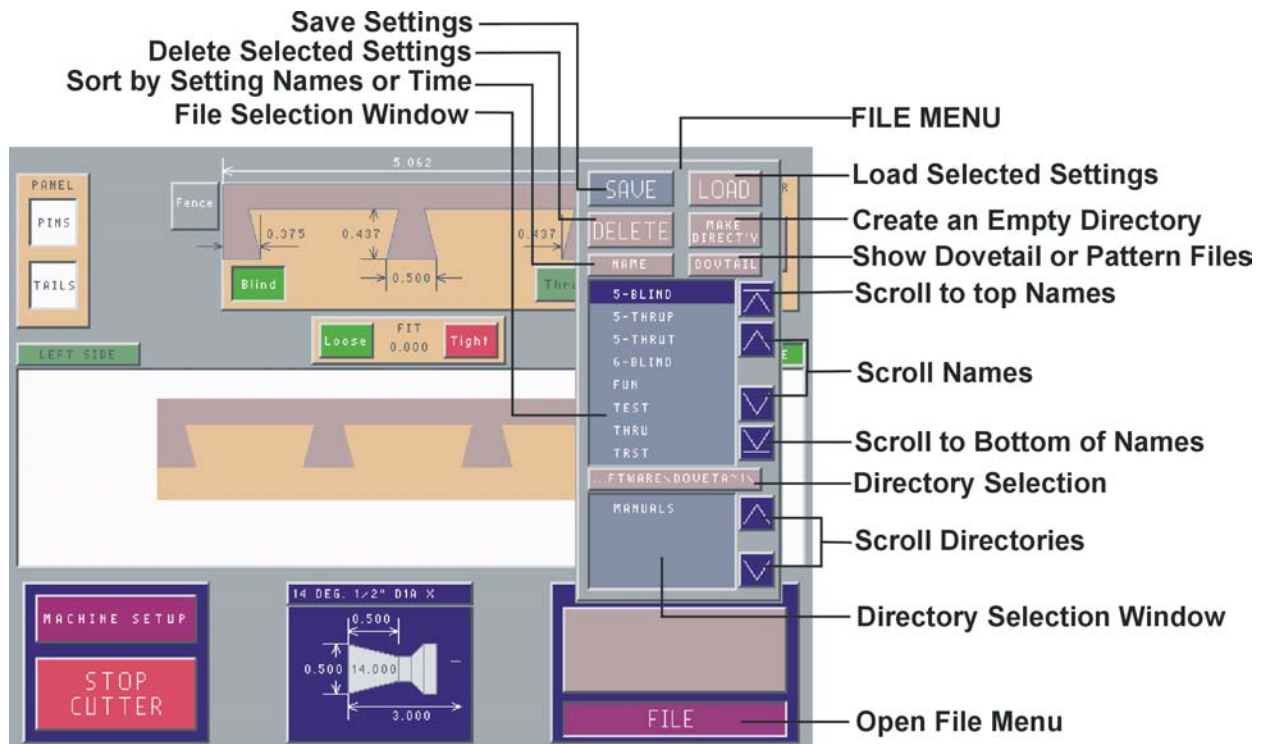 Save Settings
Delete Selected Settings
Sort by Setting Names or Time
File Selection Window
FILE MENU
Load Selected Settings
Create an Empty Directory
Show Dovetail or Pattern Files
Scroll to top Names
Scroll Names
Scroll to Bottom of Names
Directory Selection
Scroll Directories
Directory Selection Window
Open File Menu
PANEL
PINS
TAILS
Fence
5.062
0.375
0.437
0.500
0.437
Blind
Thru
R
Loose
FIT
0.000
Tight
LEFT SIDE
E
SAVE
LOAD
DELETE
MAKE
DIRECT'Y
NAME
DOVTAIL
5-BLIND
5-THRUP
5-THRUT
6-BLIND
FUN
TEST
THRU
TRST
...FTWARE\DOVETA~1\
MANUALS
MACHINE SETUP
STOP
CUTTER
14 DEG. 1/2" DIA X
0.500
0.500
14.000
3.000
FILE